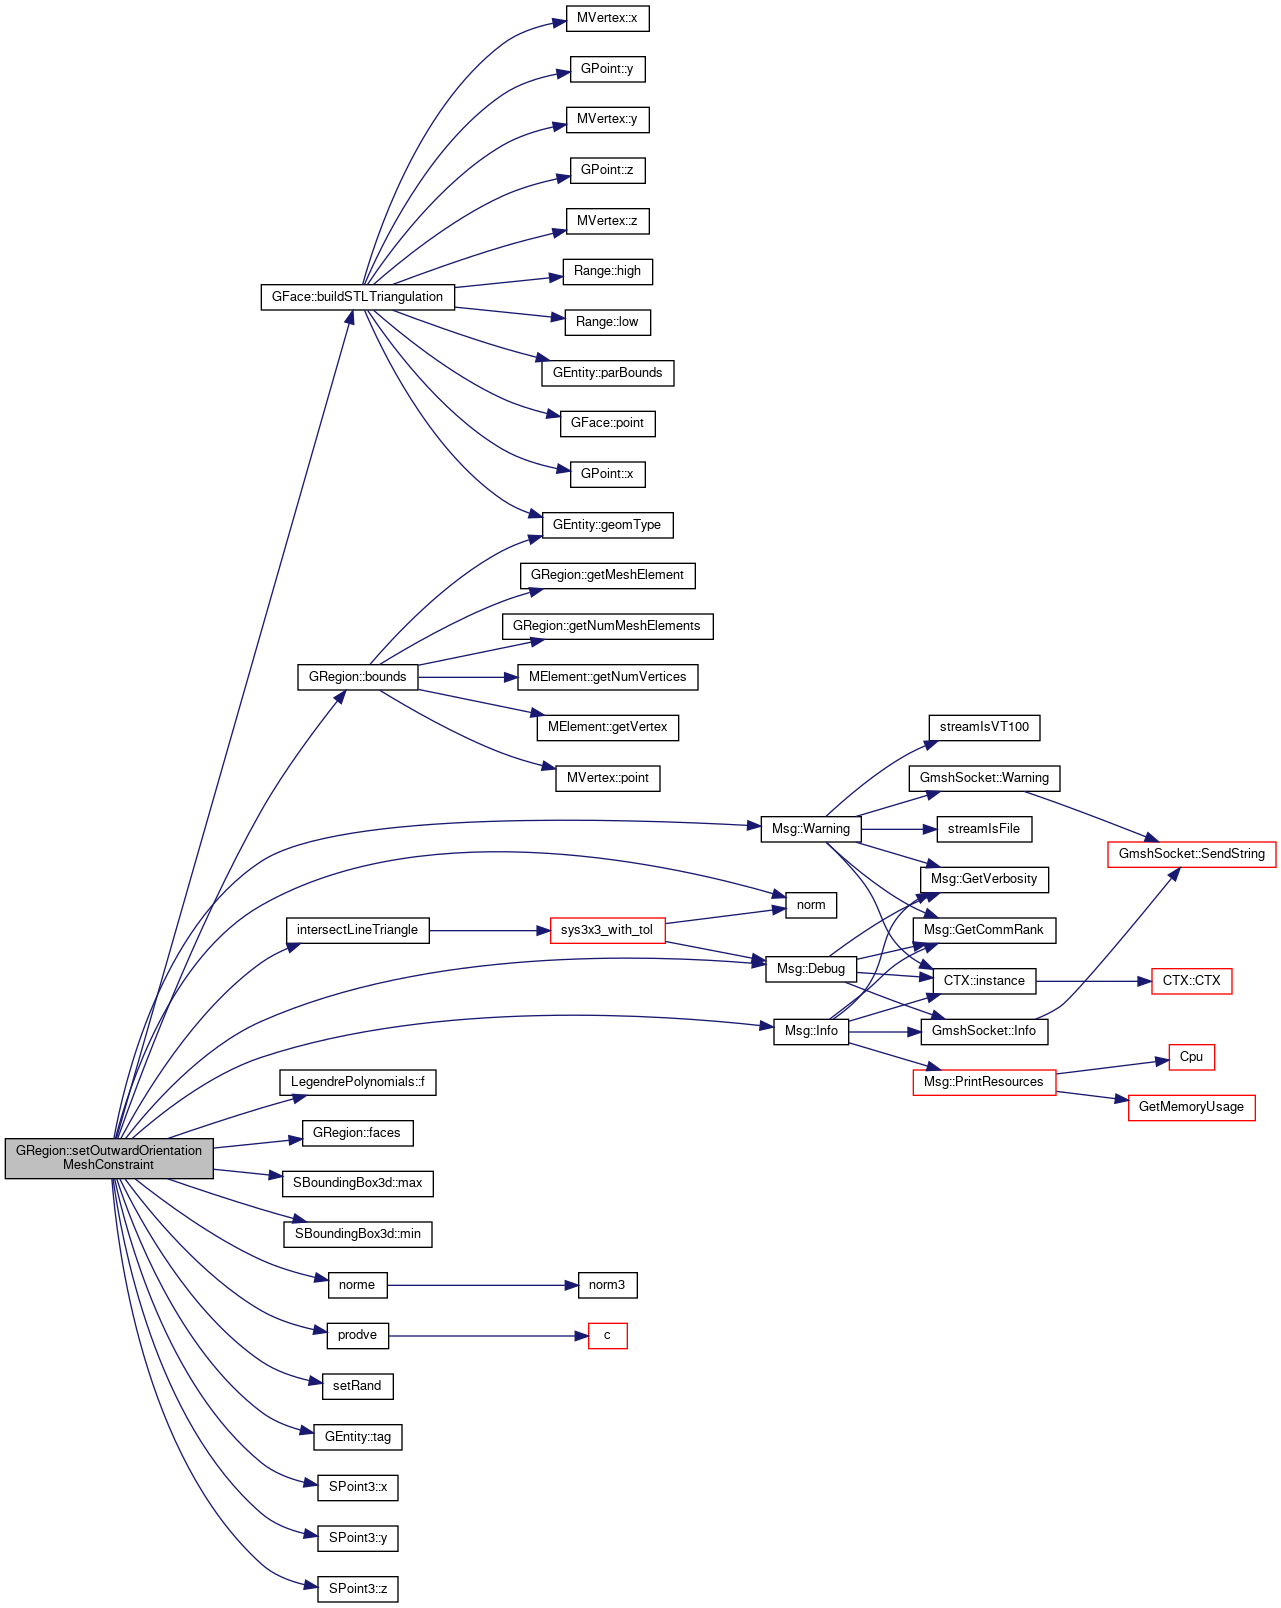 MVertex::x
GPoint::y
MVertex::y
GPoint::z
MVertex::z
Range::high
GFace::buildSTLTriangulation
Range::low
GEntity::parBounds
GFace::point
GPoint::x
GEntity::geomType
GRegion::getMeshElement
GRegion::getNumMeshElements
GRegion::bounds
MElement::getNumVertices
MElement::getVertex
MVertex::point
streamIsVT100
GmshSocket::Warning
Msg::Warning
streamIsFile
GmshSocket::SendString
Msg::GetVerbosity
norm
intersectLineTriangle
sys3x3_with_tol
Msg::GetCommRank
Msg::Debug
CTX::instance
CTX::CTX
Msg::Info
GmshSocket::Info
Cpu
LegendrePolynomials::f
Msg::PrintResources
GetMemoryUsage
GRegion::faces
GRegion::setOutwardOrientation
MeshConstraint
SBoundingBox3d::max
SBoundingBox3d::min
norme
norm3
prodve
c
setRand
GEntity::tag
SPoint3::x
SPoint3::y
SPoint3::z